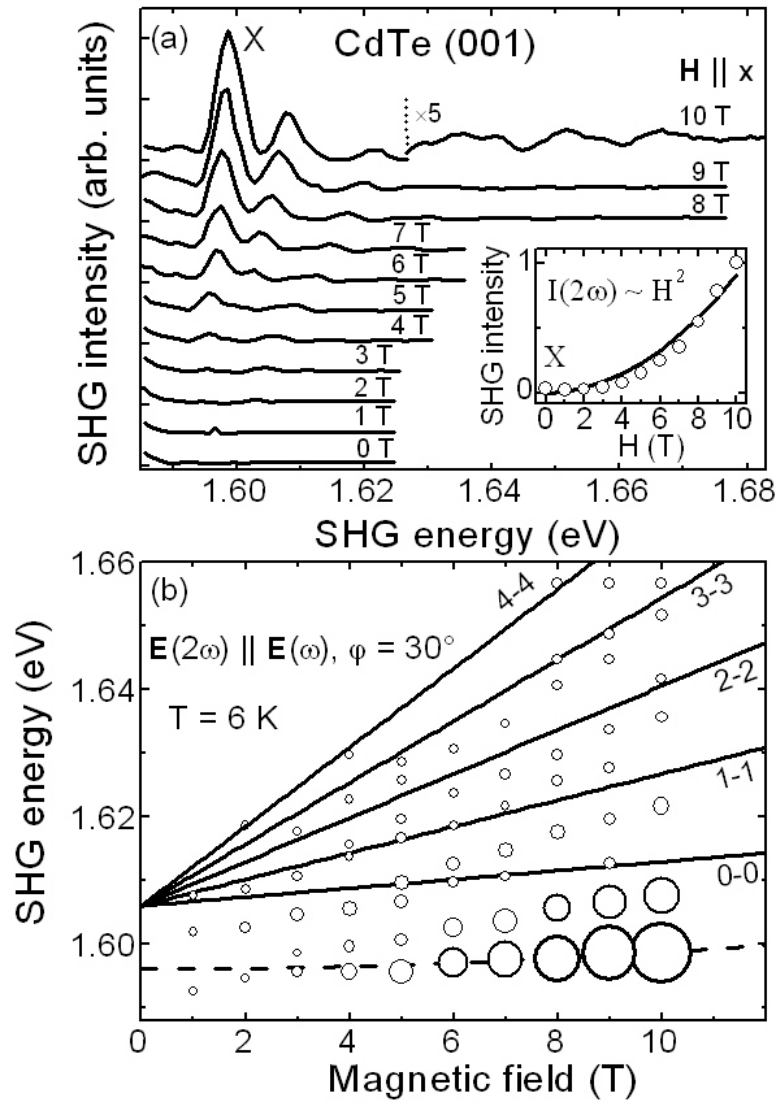 (a) X CdTe (001) H || x
×5 10 T
9 T
8 T
7 T
6 T
5 T
4 T
3 T
2 T
1 T
0 T
SHG intensity (arb. units)
1
I(2ω) ~ H²
X
0
SHG intensity
0 2 4 6 8 10
H (T)
1.60 1.62 1.64 1.66 1.68
SHG energy (eV)
(b) 4-4 3-3
E(2ω) || E(ω), φ = 30°
2-2
T = 6 K
1-1
0-0
1.66
1.64
1.62
1.60
SHG energy (eV)
0 2 4 6 8 10
Magnetic field (T)